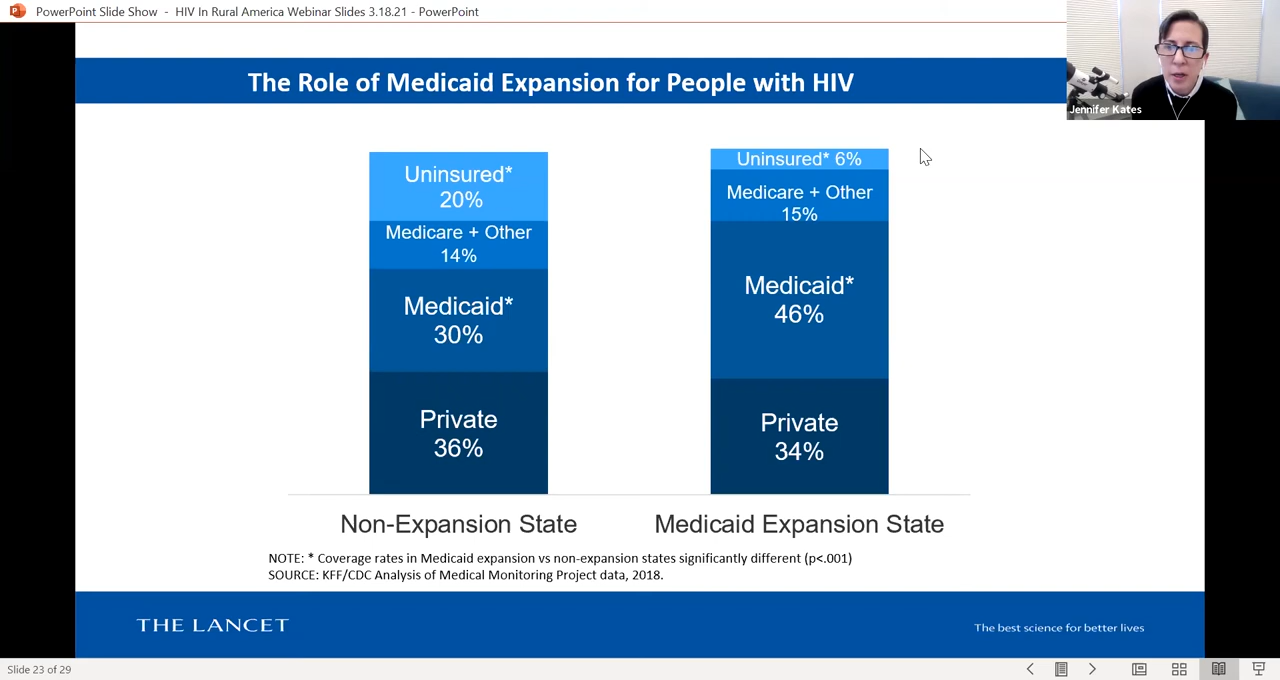 PowerPoint Slide Show - HIV In Rural America Webinar Slides 3.18.21 - PowerPoint
Jennifer Kates
The Role of Medicaid Expansion for People with HIV
Uninsured*
20%
Medicare + Other
14%
Medicaid*
30%
Private
36%
Uninsured* 6%
Medicare + Other
15%
Medicaid*
46%
Private
34%
Non-Expansion State
Medicaid Expansion State
NOTE: * Coverage rates in Medicaid expansion vs non-expansion states significantly different (p<.001)
SOURCE: KFF/CDC Analysis of Medical Monitoring Project data, 2018.
THE LANCET
The best science for better lives
Slide 23 of 29